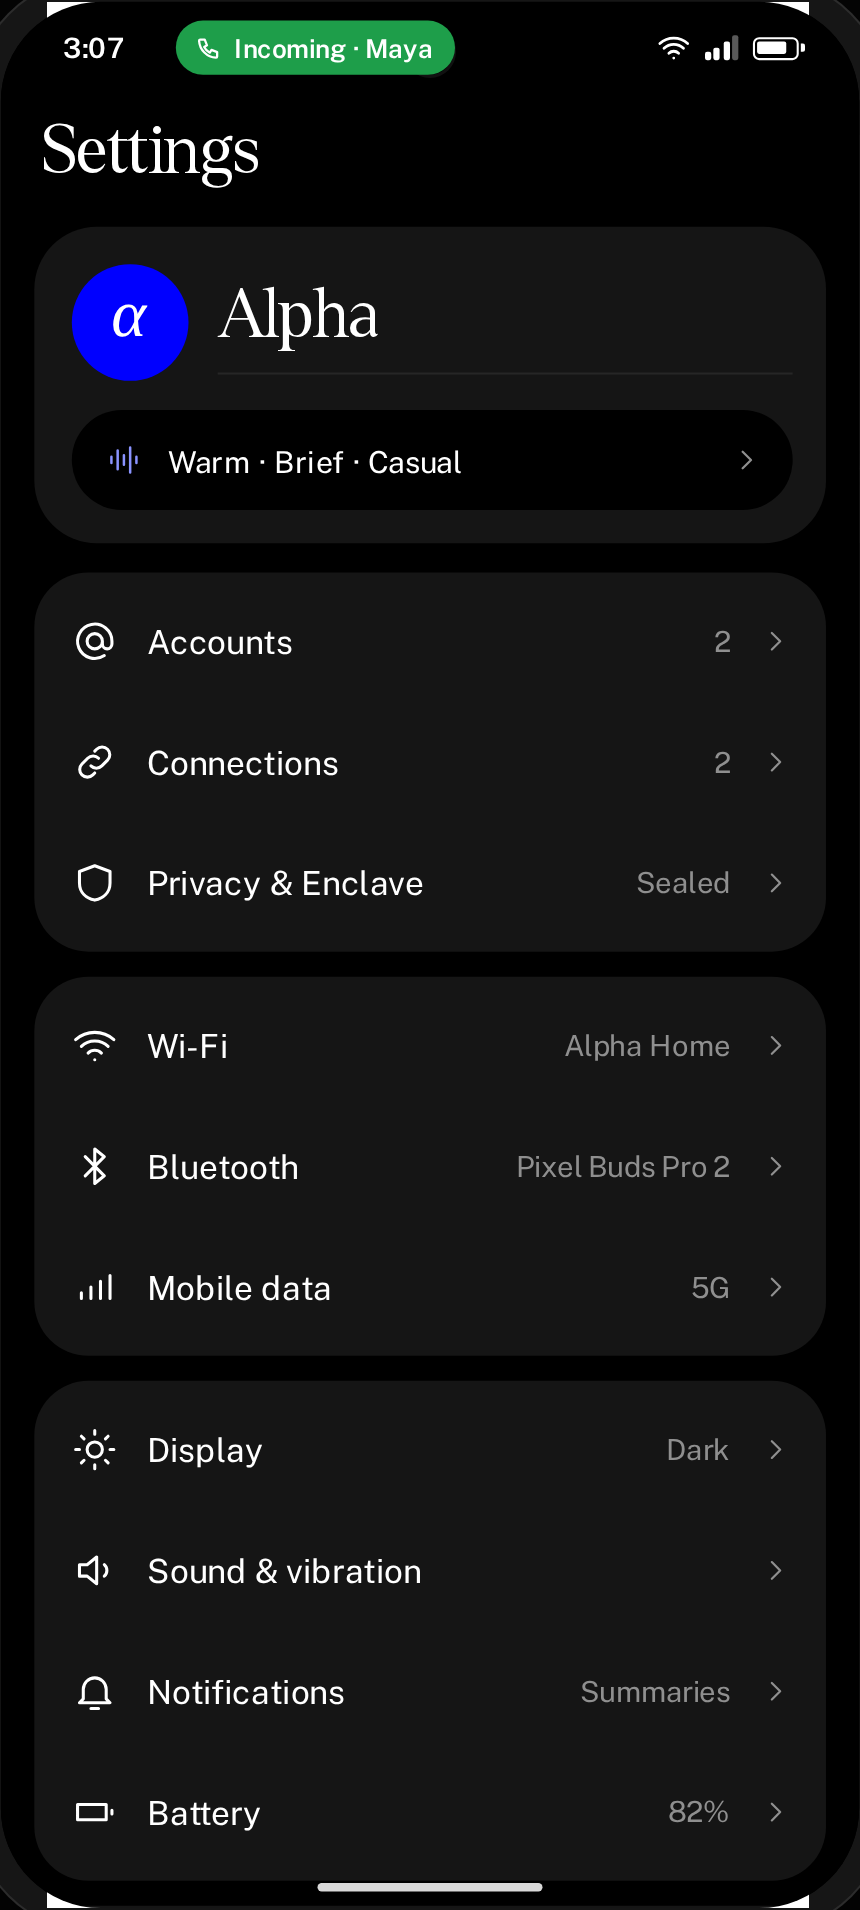 3:07
Incoming · Maya
Settings
α
Alpha
Warm · Brief · Casual
Accounts 2
Connections 2
Privacy & Enclave Sealed
Wi-Fi Alpha Home
Bluetooth Pixel Buds Pro 2
Mobile data 5G
Display Dark
Sound & vibration
Notifications Summaries
Battery 82%